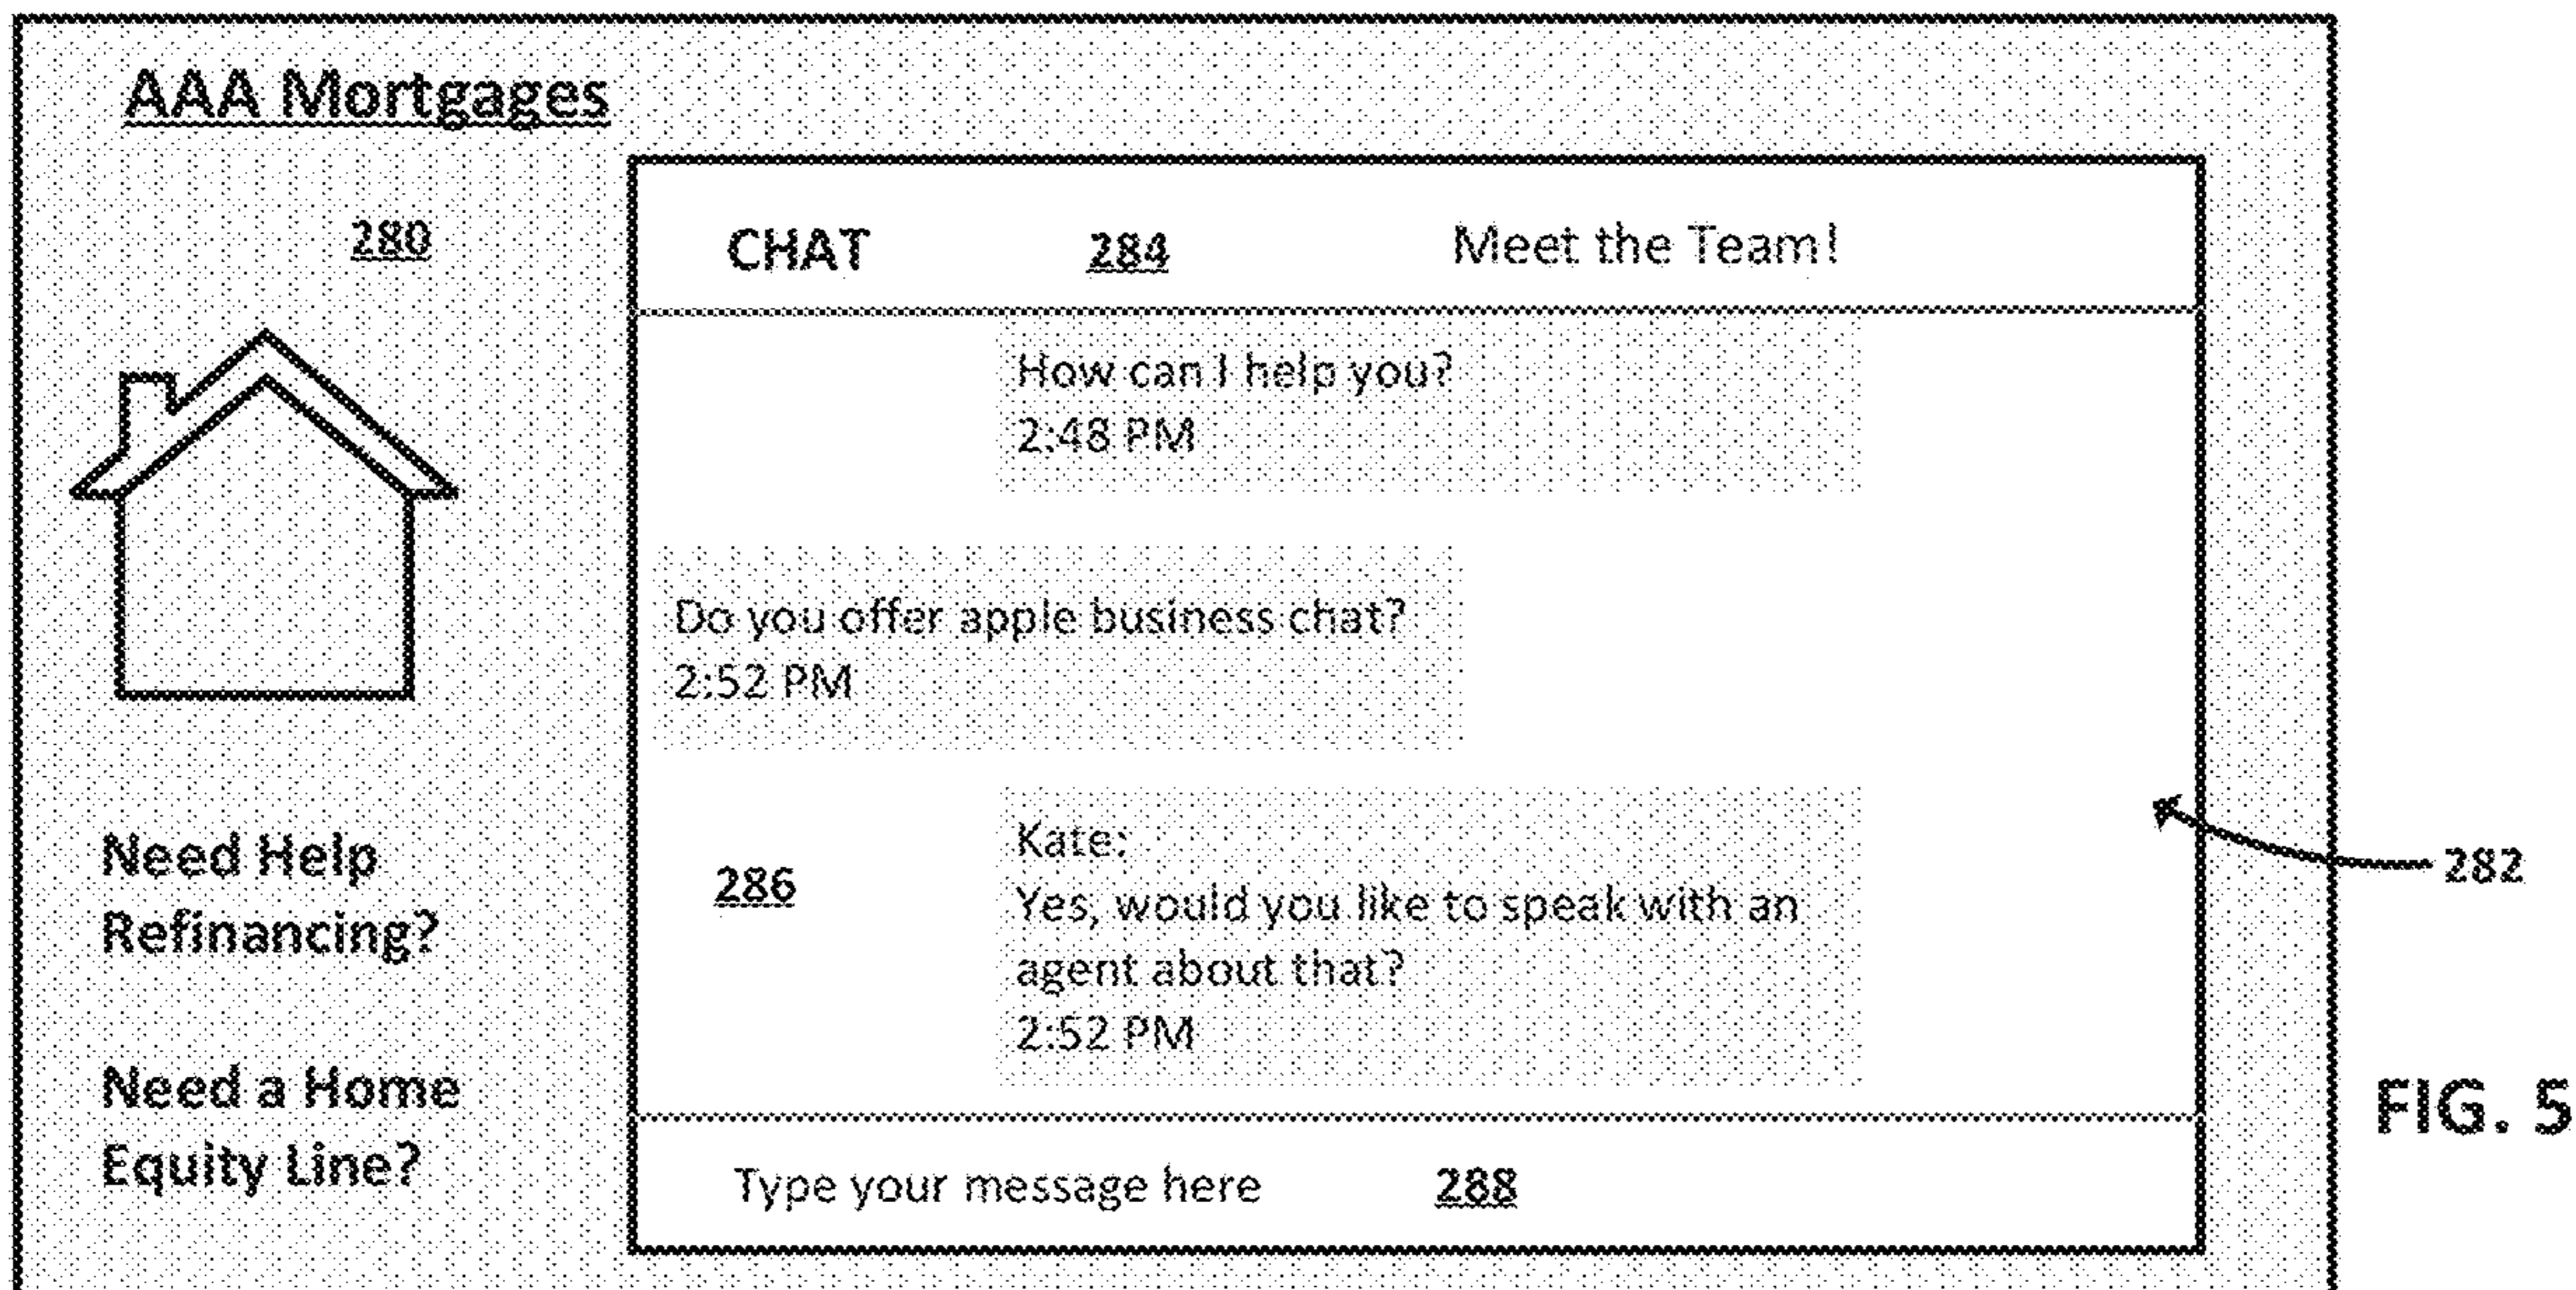 AAA Mortgages
280
CHAT 284 Meet the Team!
How can I help you?
2:48 PM
Do you offer apple business chat?
2:52 PM
286
Kate:
Yes, would you like to speak with an
agent about that?
2:52 PM
Type your message here 288
Need Help
Refinancing?
Need a Home
Equity Line?
282
FIG. 5